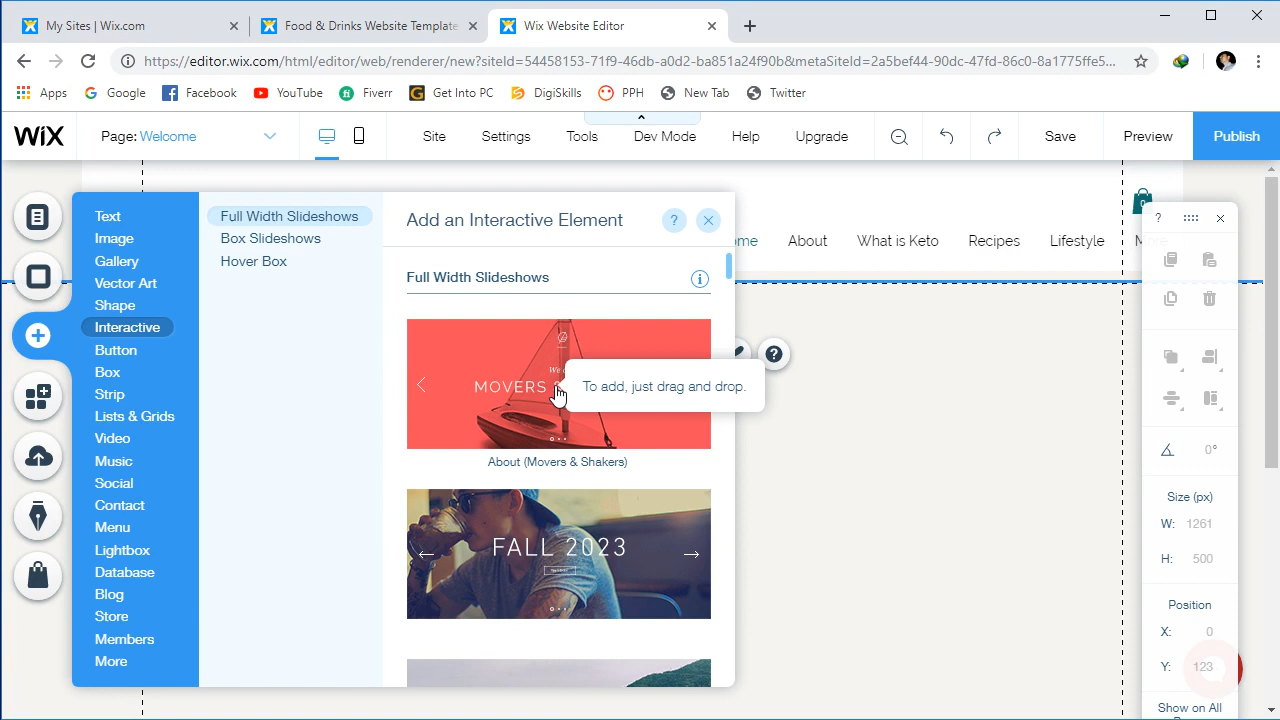 My Sites | Wix.com
Food & Drinks Website Template
Wix Website Editor
https://editor.wix.com/html/editor/web/renderer/new?siteId=f4458153-71f9-46db-a0d2-ba851a24f90b&metaSiteId=2a5bef44-90dc-47fd-86c0-8a1775ffe5...
Apps Google Facebook YouTube Fiverr GetInto PC DigiSkills PPH New Tab Twitter
WiX Page: Welcome Site Settings Tools Dev Mode Help Upgrade Save Preview Publish
Text
Image
Gallery
Vector Art
Shape
Interactive
Button
Box
Strip
Lists & Grids
Video
Music
Social
Contact
Menu
Lightbox
Database
Blog
Store
Members
More
Full Width Slideshows
Box Slideshows
Hover Box
Add an Interactive Element ?
Full Width Slideshows
MOVERS
To add, just drag and drop.
About (Movers & Shakers)
FALL 2023
ome About What is Keto Recipes Lifestyle More
0
?
?
0°
Size (px)
W: 1261
H: 500
Position
X: 0
Y: 123
Show on All